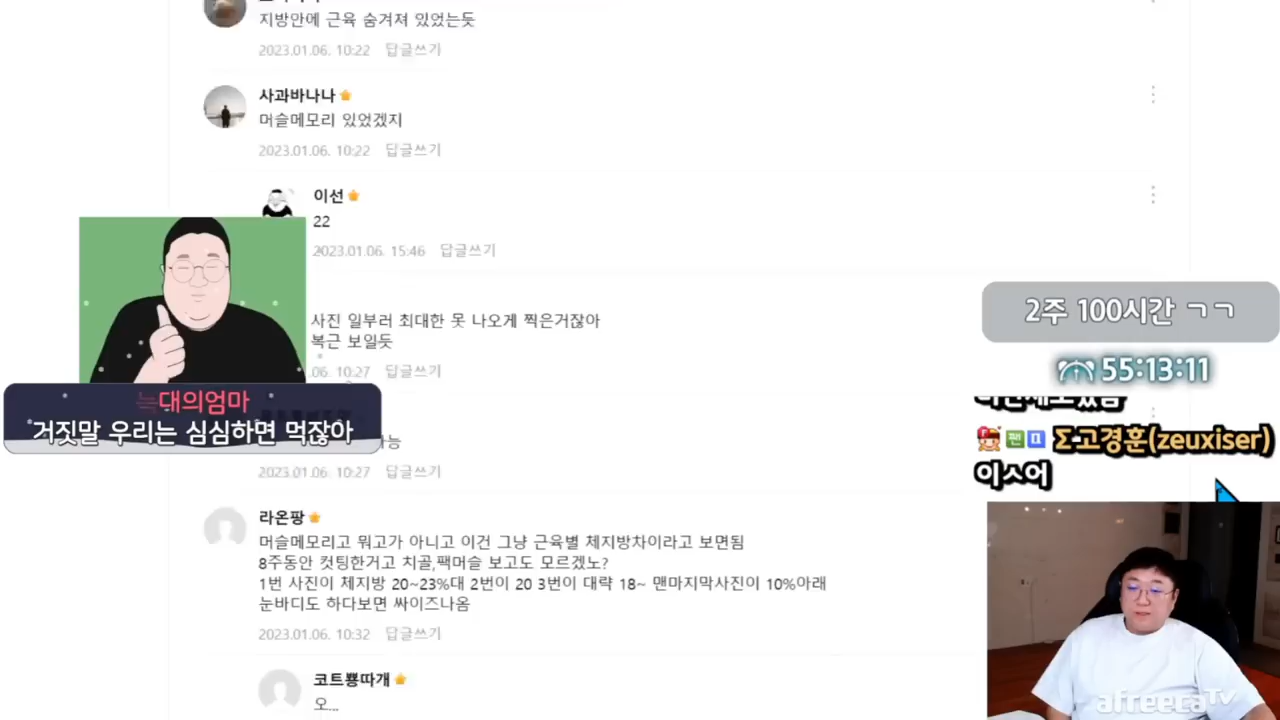 지방안에 근육 숨겨져 있었는듯
2023.01.06. 10:22 답글쓰기
사과바나나
머슬메모리 있었겠지
2023.01.06. 10:22 답글쓰기
이선
22
2023.01.06. 15:46 답글쓰기
사진 일부러 최대한 못 나오게 찍은거잖아
복근 보일듯
.06. 10:27 답글쓰기
늑대의엄마
거짓말 우리는 심심하면 먹잖아
능
2023.01.06. 10:27 답글쓰기
라온팡
머슬메모리고 뭐고가 아니고 이건 그냥 근육별 체지방차이라고 보면됨
8주동안 컷팅한거고 치골,팩머슬 보고도 모르겠노?
1번 사진이 체지방 20~23%대 2번이 20 3번이 대략 18~ 맨마지막사진이 10%아래
눈바디도 하다보면 싸이즈나옴
2023.01.06. 10:32 답글쓰기
코트뿅따개
오...
2주 100시간 ㄱㄱ
55:13:11
팬
Σ고경훈(zeuxiser)
이ㅅ어
afreecaTV